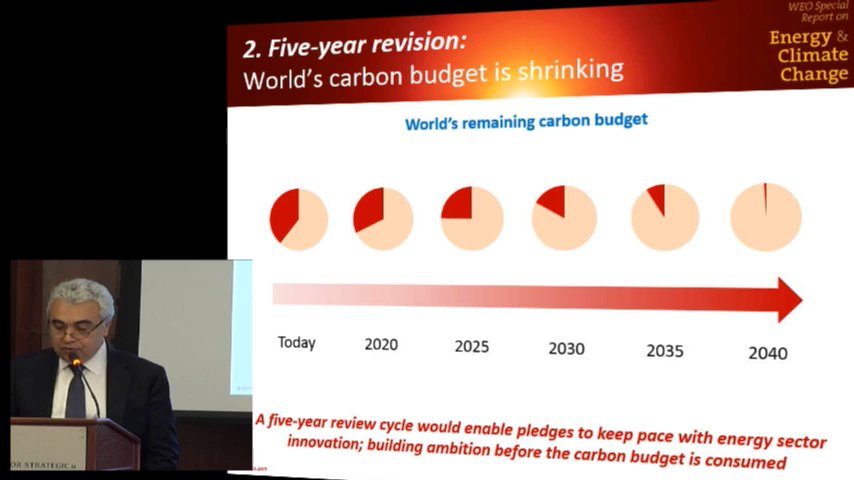 WEO Special
Report on
Energy &
Climate
Change
2. Five-year revision:
World's carbon budget is shrinking
World's remaining carbon budget
Today
2020
2025
2030
2035
2040
A five-year review cycle would enable pledges to keep pace with energy sector
innovation; building ambition before the carbon budget is consumed
OR STRATEGIC &